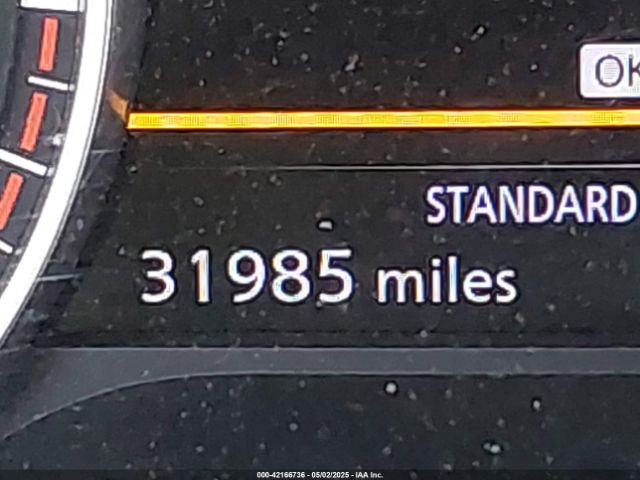 OK
STANDARD
31985 miles
000-42166736 - 05/02/2025 - IAA Inc.